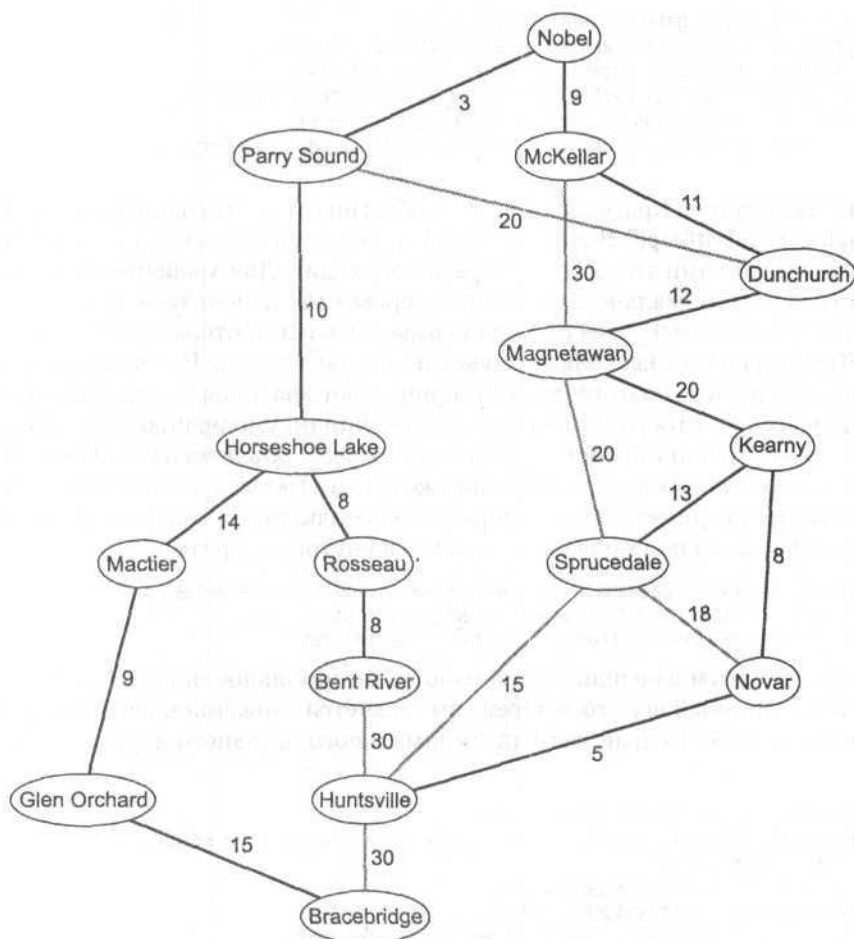 Nobel
3
9
Parry Sound
McKellar
11
20
Dunchurch
30
12
10
Magnetawan
20
Horseshoe Lake
Kearny
20
8
14
13
Mactier
Rosseau
Sprucedale
8
18
8
9
Bent River
15
Novar
30
5
Glen Orchard
Huntsville
15
30
Bracebridge